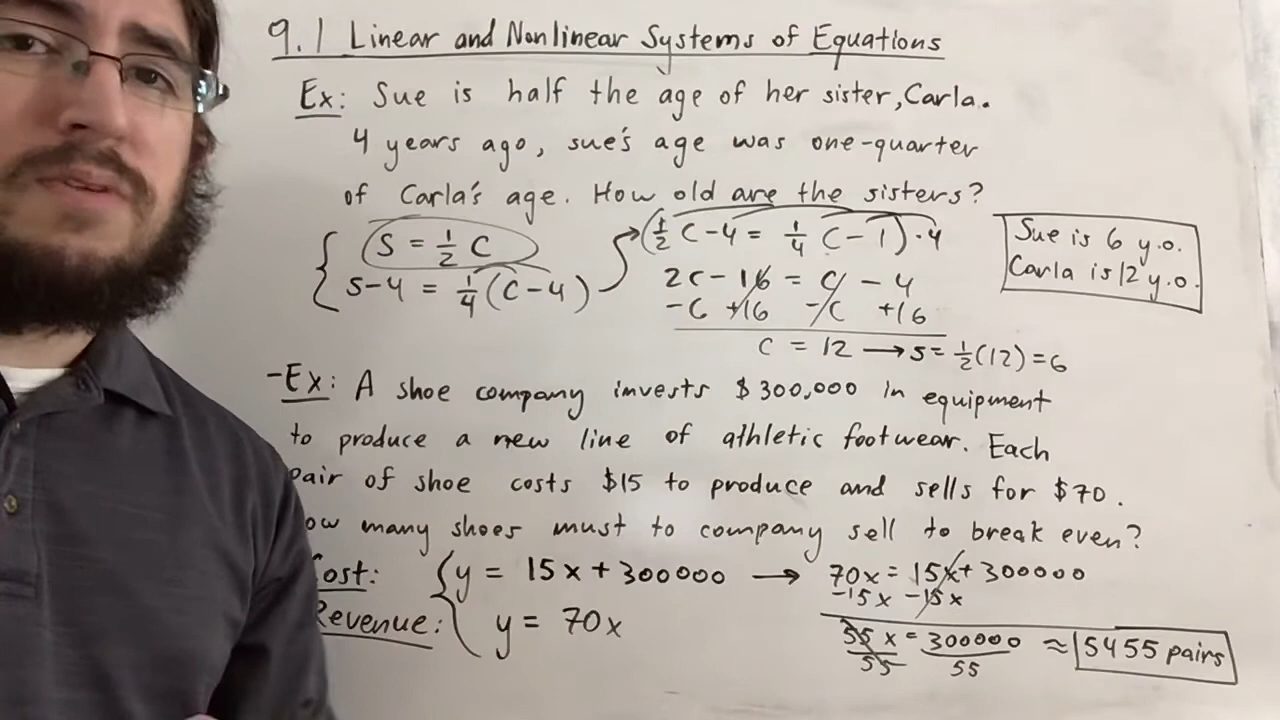 9.1 Linear and Nonlinear Systems of Equations
Ex: Sue is half the age of her sister, Carla.
4 years ago, sue's age was one-quarter
of Carla's age. How old are the sisters?
S = 1/2 C
S-4 = 1/4 (C-4)
(1/2 C-4 = 1/4 C-1)·4
2C-16 = C - 4
-C +16 -C +16
C = 12 → S = 1/2(12) = 6
Sue is 6 y.o.
Carla is 12 y.o.
-Ex: A shoe company invests $300,000 in equipment
to produce a new line of athletic footwear. Each
pair of shoe costs $15 to produce and sells for $70.
ow many shoes must to company sell to break even?
Cost: y = 15x + 300000 → 70x = 15x + 300000
-15x -15x
Revenue: y = 70x
55x = 300000 ≈ 5455 pairs
55 55